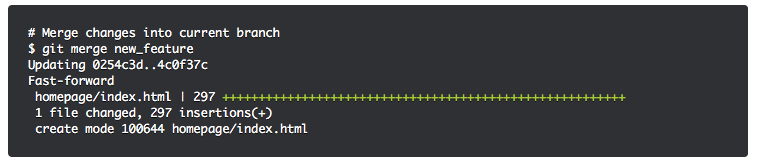 # Merge changes into current branch
$ git merge new_feature
Updating 0254c3d..4c0f37c
Fast-forward
 homepage/index.html | 297 ++++++++++++++++++++++++++++++++++++++++++++++++++++++++
 1 file changed, 297 insertions(+)
 create mode 100644 homepage/index.html